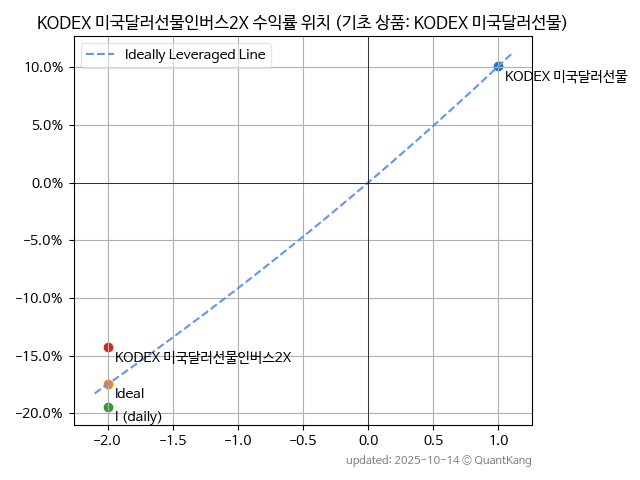 KODEX 미국달러선물인버스2X 수익률 위치 (기초 상품: KODEX 미국달러선물)
Ideally Leveraged Line
10.0%
KODEX 미국달러선물
5.0%
0.0%
−5.0%
−10.0%
−15.0%
KODEX 미국달러선물인버스2X
Ideal
−20.0%
I (daily)
−2.0 −1.5 −1.0 −0.5 0.0 0.5 1.0
updated: 2025-10-14 © QuantKang